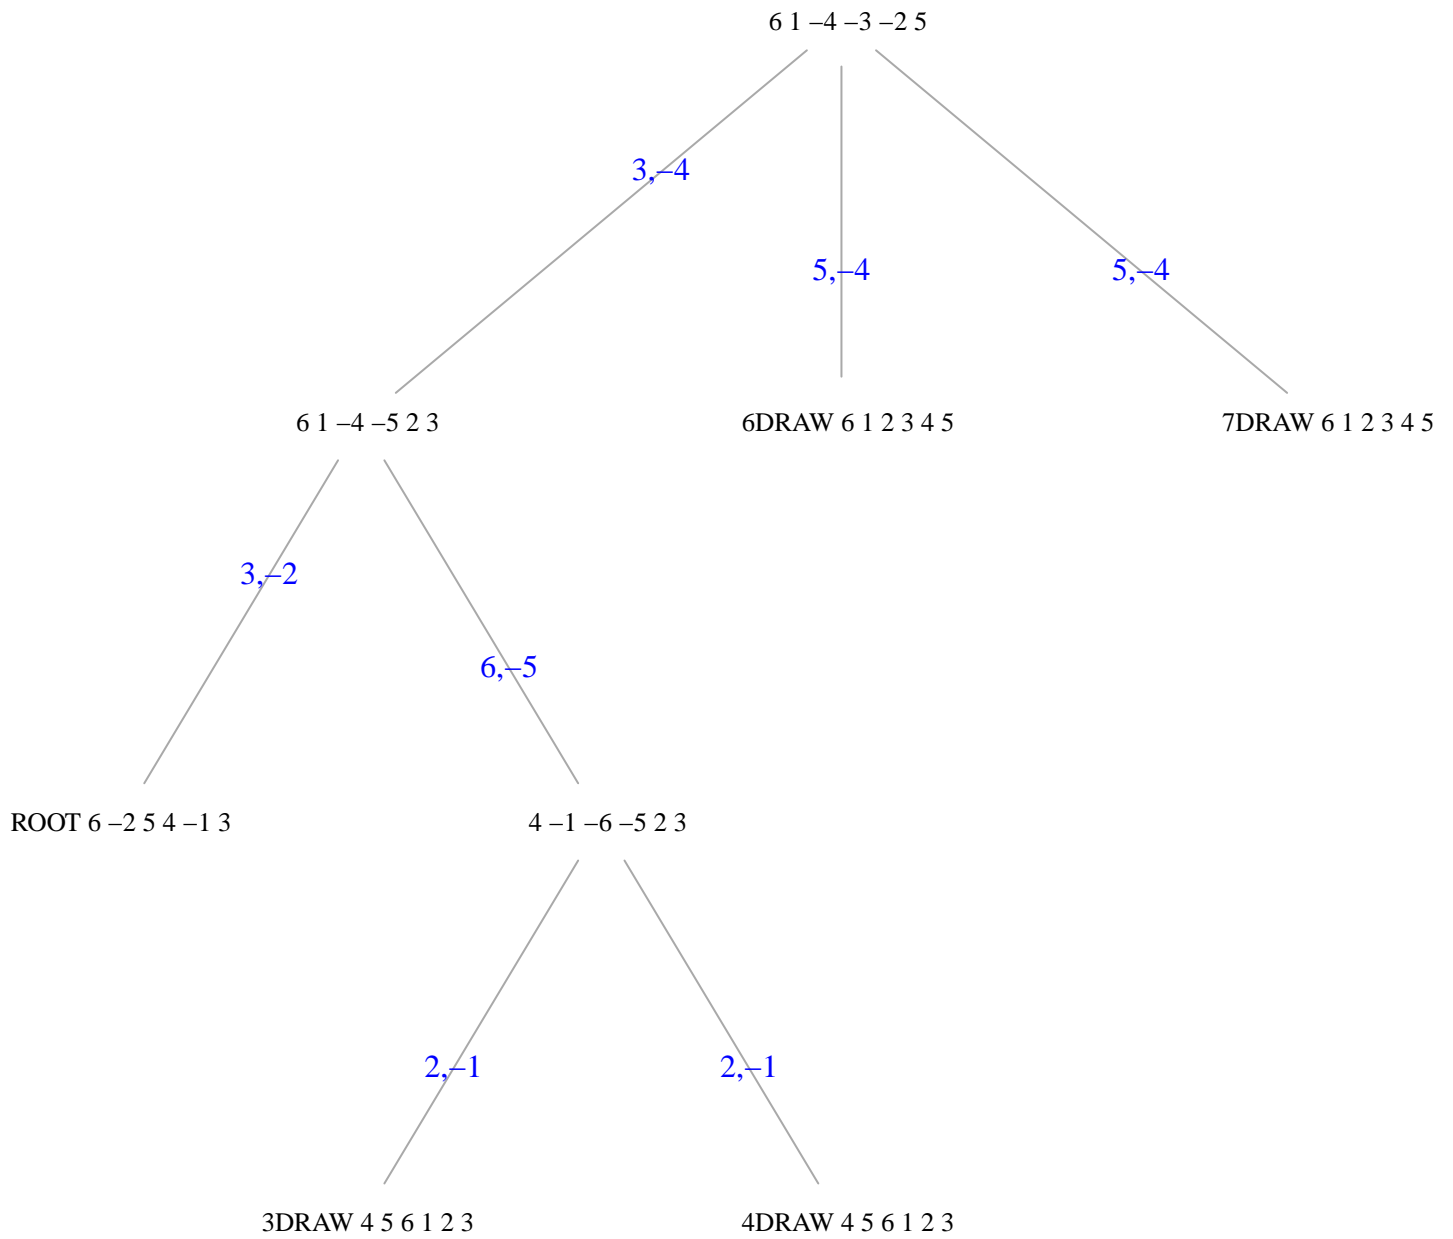 6 1 –4 –3 –2 5
3,–4
5,–4
5,–4
6 1 –4 –5 2 3
6DRAW 6 1 2 3 4 5
7DRAW 6 1 2 3 4 5
3,–2
6,–5
ROOT 6 –2 5 4 –1 3
4 –1 –6 –5 2 3
2,–1
2,–1
3DRAW 4 5 6 1 2 3
4DRAW 4 5 6 1 2 3